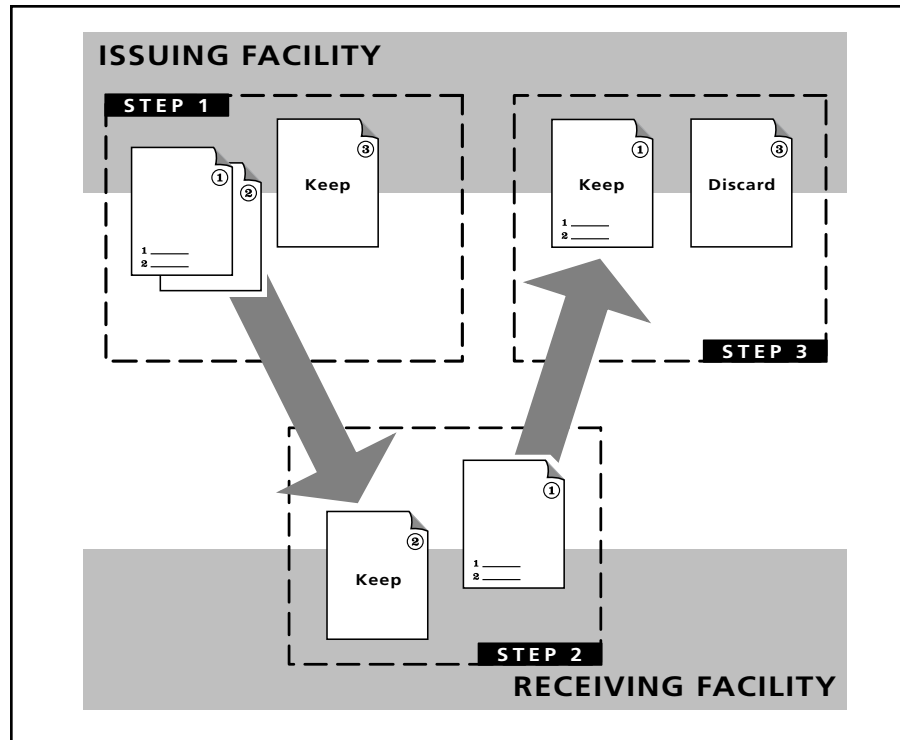 ISSUING FACILITY
STEP 1
①
②
1
2
③
Keep
①
Keep
1
2
③
Discard
STEP 3
②
Keep
①
1
2
STEP 2
RECEIVING FACILITY